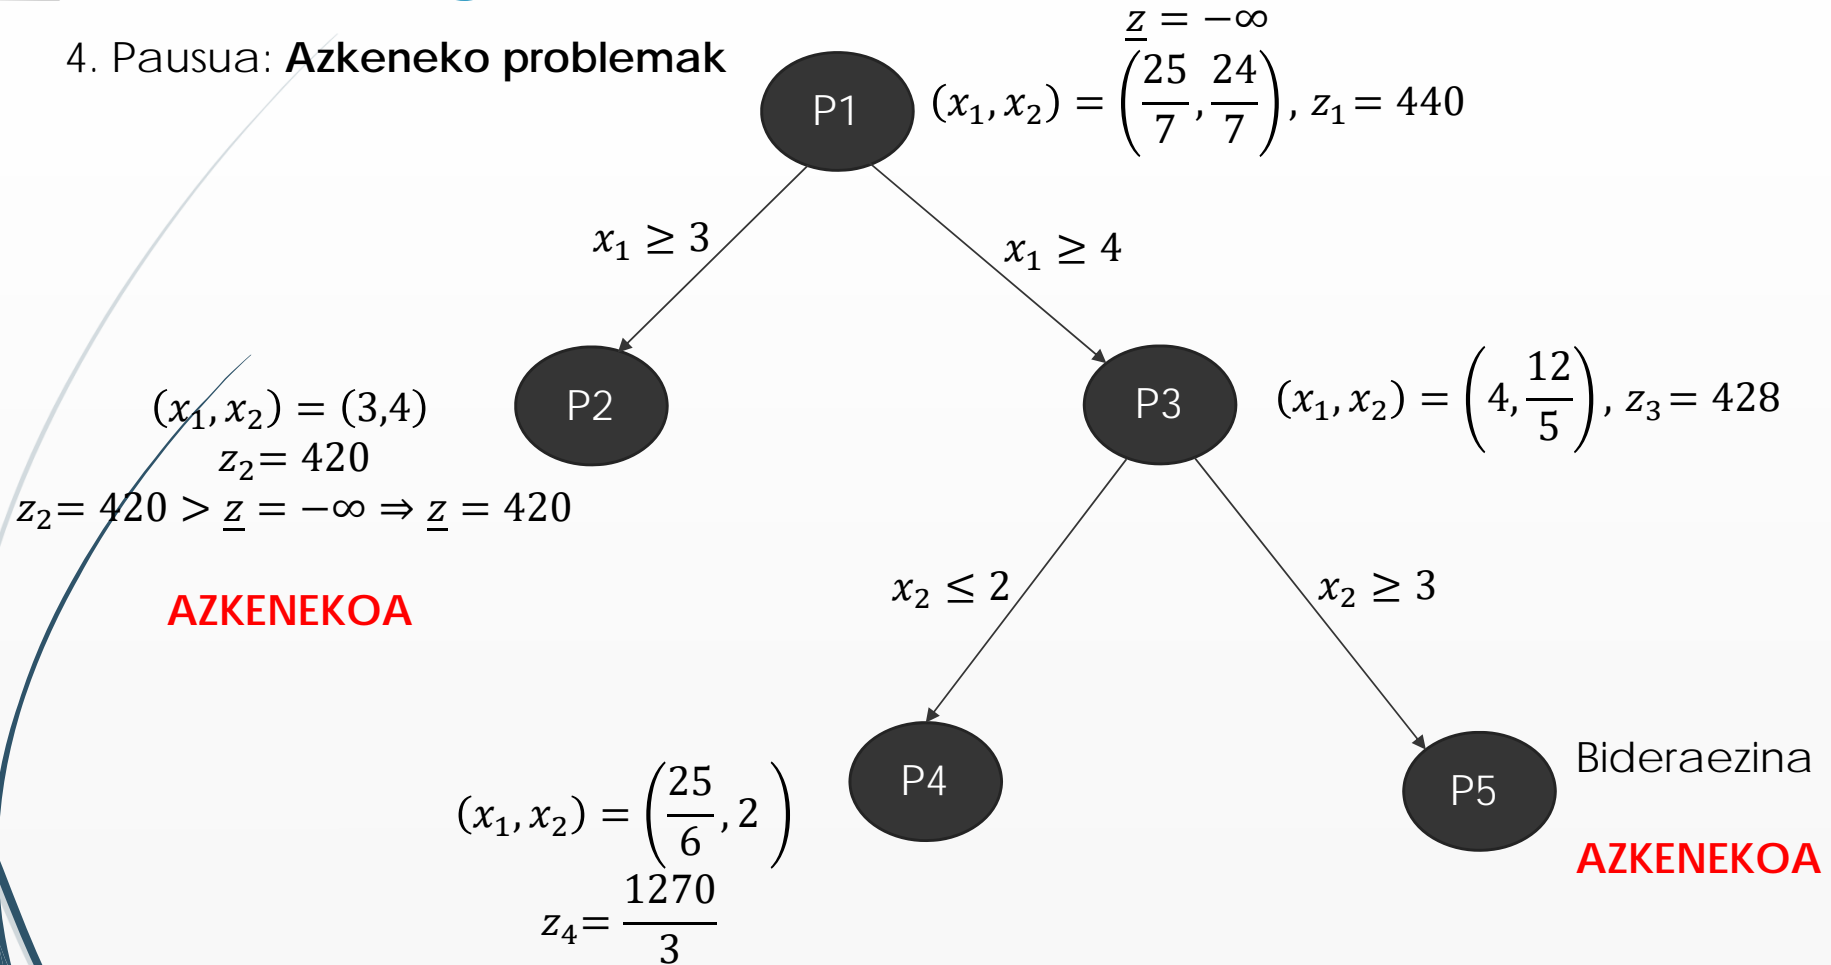 4. Pausua: Azkeneko problemak
z = −∞
P1
(x₁, x₂) = (25/7, 24/7), z₁ = 440
x₁ ≥ 3
x₁ ≥ 4
(x₁, x₂) = (3,4)
z₂ = 420
z₂ = 420 > z = −∞ ⇒ z = 420
AZKENEKOA
P2
P3
(x₁, x₂) = (4, 12/5), z₃ = 428
x₂ ≤ 2
x₂ ≥ 3
(x₁, x₂) = (25/6, 2)
z₄ = 1270/3
P4
P5
Bideraezina
AZKENEKOA